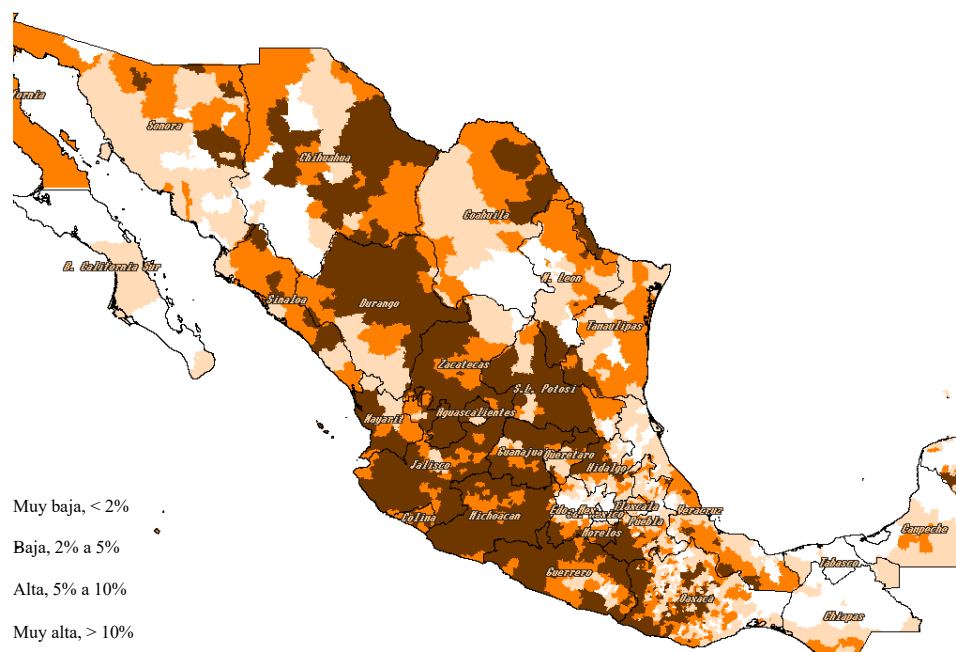 fornia
Sonora
Chihuahua
Coahuila
B. California Sur
N. Leon
Sinaloa
Durango
Tamaulipas
Zacatecas
S.L. Potosi
Nayarit
Aguascalientes
Guanajua
Queretaro
Jalisco
Hidalgo
Muy baja, < 2%
Colima
Michoacan
Edo. Mex
Mexico
Tlaxcala
Puebla
Veracruz
Campeche
Morelos
Baja, 2% a 5%
Tabasco
Guerrero
Alta, 5% a 10%
Oaxaca
Chiapas
Muy alta, > 10%